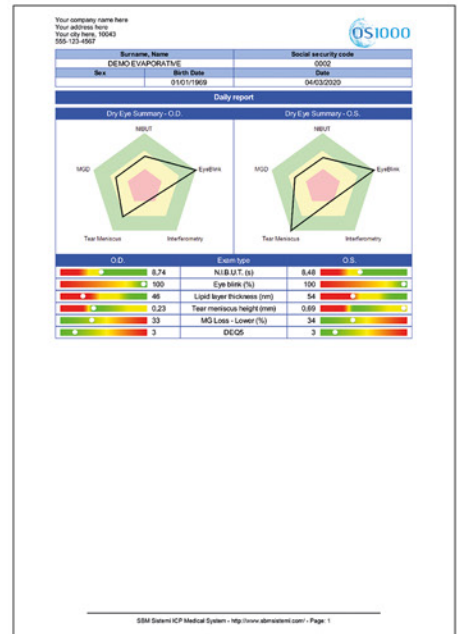 Your company name here
Your address here
Your city here, 10043
555-123-4567
OS1000
Surname, Name Social security code
DEMO EVAPORATIVE 0002
Sex Birth Date Date
01/01/1969 04/03/2020
Daily report
Dry Eye Summary - O.D. Dry Eye Summary - O.S.
NIBUT NIBUT
MGD EyeBlink MGD EyeBlink
Tear Meniscus Interferometry Tear Meniscus Interferometry
O.D. Exam type O.S.
8,74 N.I.B.U.T. (s) 8,48
100 Eye blink (%) 100
46 Lipid layer thickness (nm) 54
0,23 Tear meniscus height (mm) 0,69
33 MG Loss - Lower (%) 34
3 DEQ5 3
SBM Sistemi ICP Medical System - http://www.sbmsistemi.com/ - Page: 1